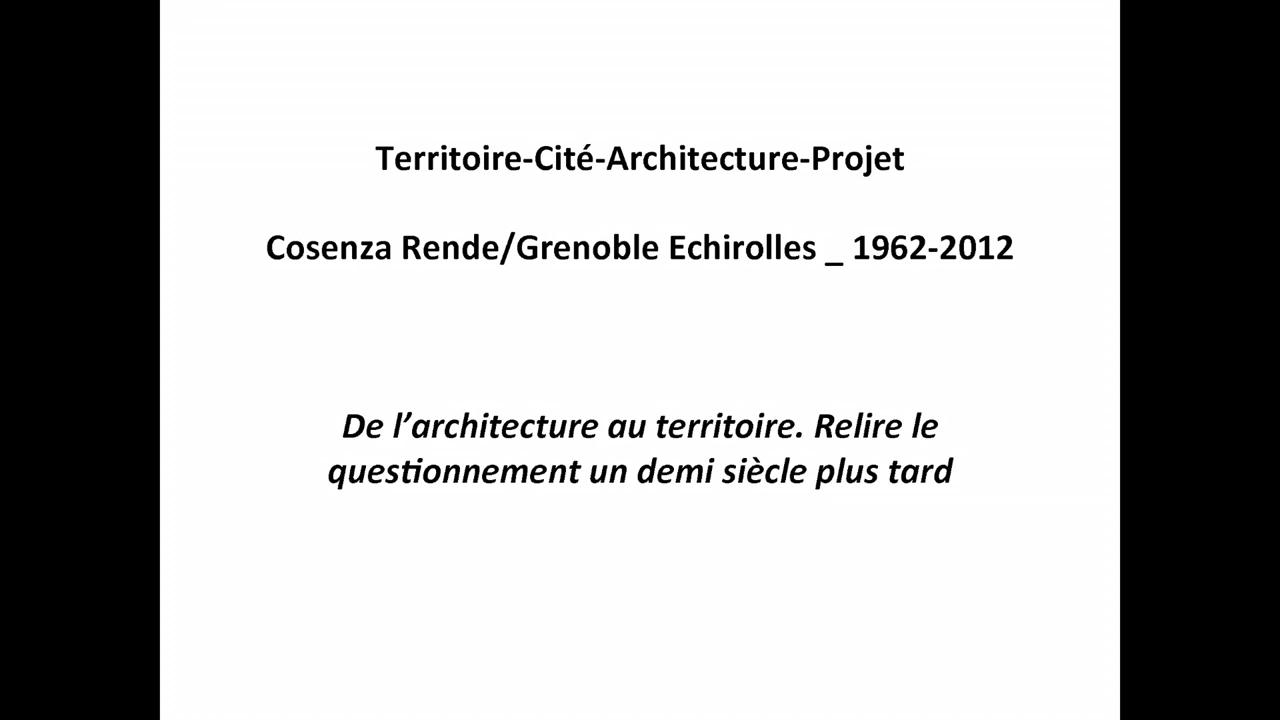 Territoire-Cité-Architecture-Projet
Cosenza Rende/Grenoble Echirolles _ 1962-2012
De l’architecture au territoire. Relire le
questionnement un demi siècle plus tard